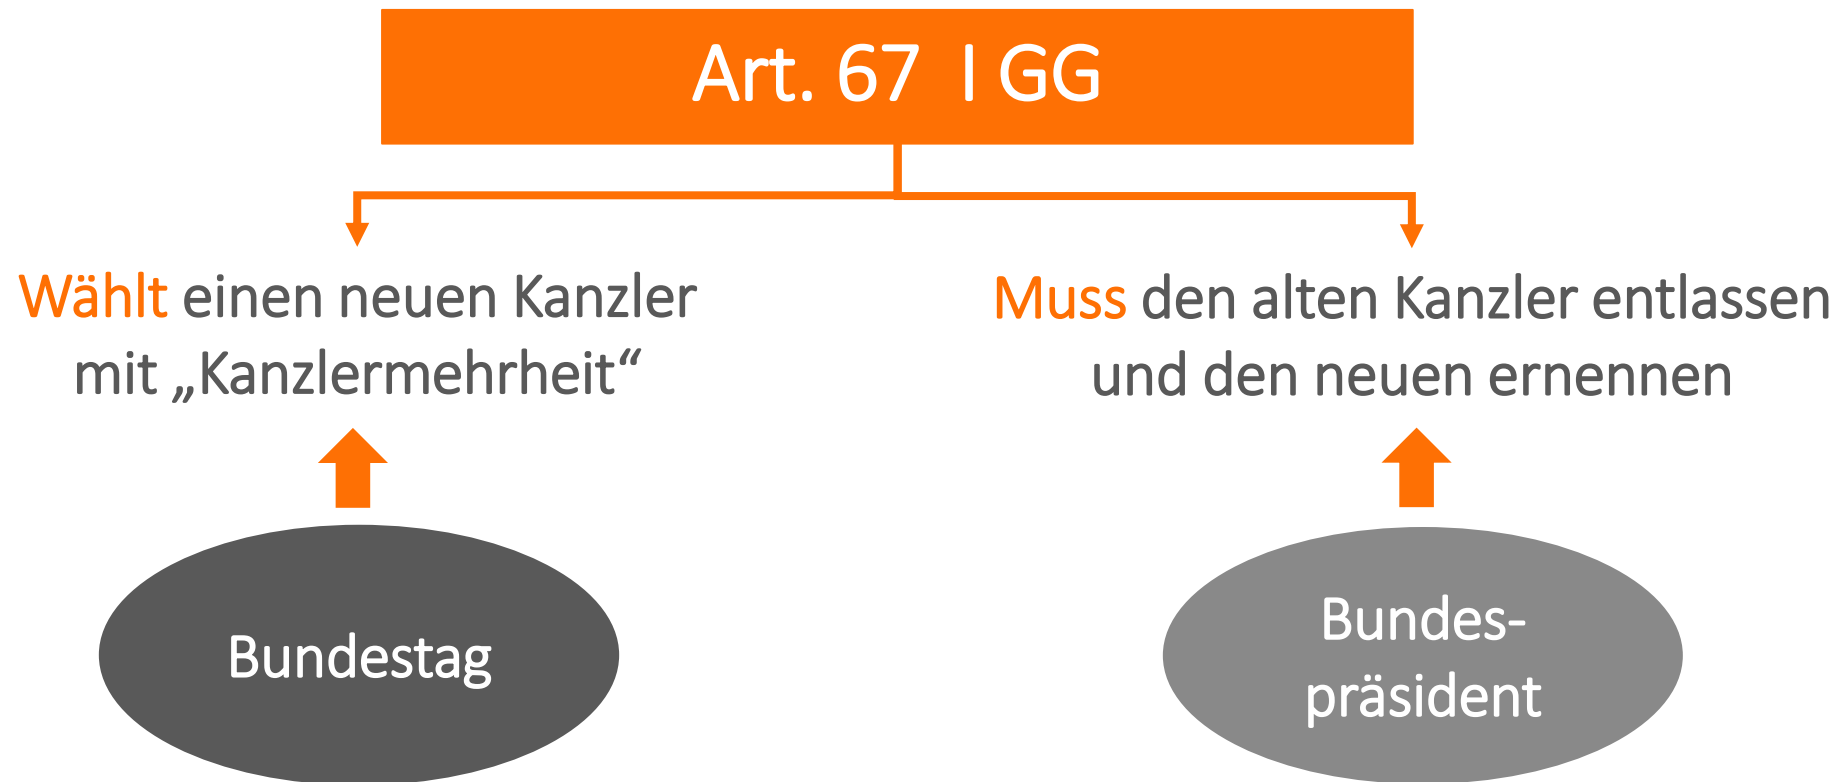 Art. 67 I GG
Wählt einen neuen Kanzler
mit „Kanzlermehrheit“
Muss den alten Kanzler entlassen
und den neuen ernennen
Bundestag
Bundes-
präsident